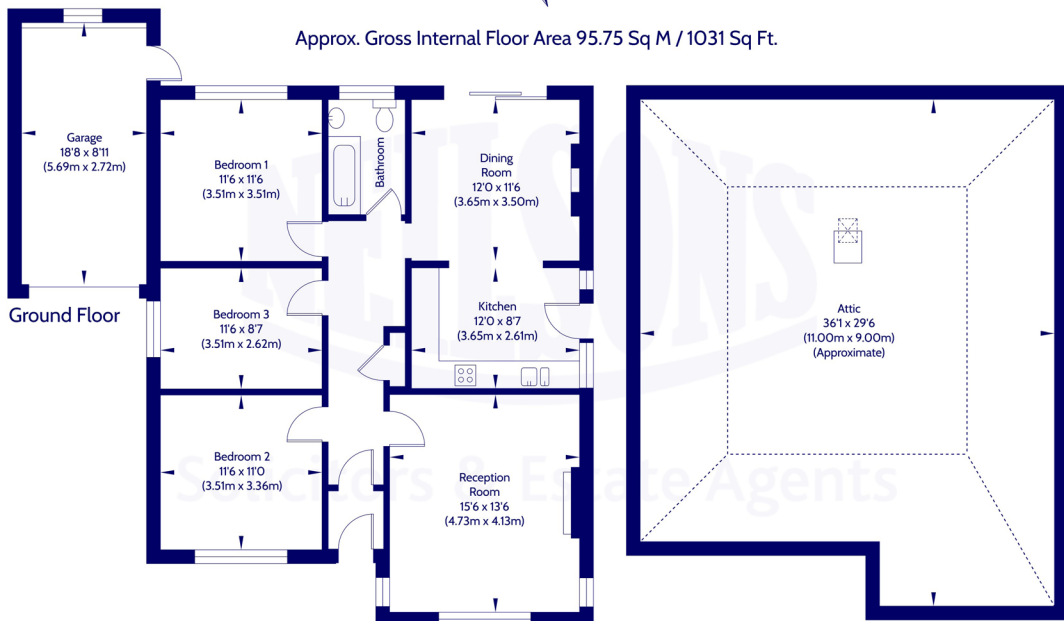 Approx. Gross Internal Floor Area 95.75 Sq M / 1031 Sq Ft.
Garage
18'8 x 8'11
(5.69m x 2.72m)
Bedroom 1
11'6 x 11'6
(3.51m x 3.51m)
Bathroom
Dining
Room
12'0 x 11'6
(3.65m x 3.50m)
Ground Floor
Bedroom 3
11'6 x 8'7
(3.51m x 2.62m)
Kitchen
12'0 x 8'7
(3.65m x 2.61m)
Attic
36'1 x 29'6
(11.00m x 9.00m)
(Approximate)
Bedroom 2
11'6 x 11'0
(3.51m x 3.36m)
Reception
Room
15'6 x 13'6
(4.73m x 4.13m)
NEILSONS
Solicitors & Estate Agents